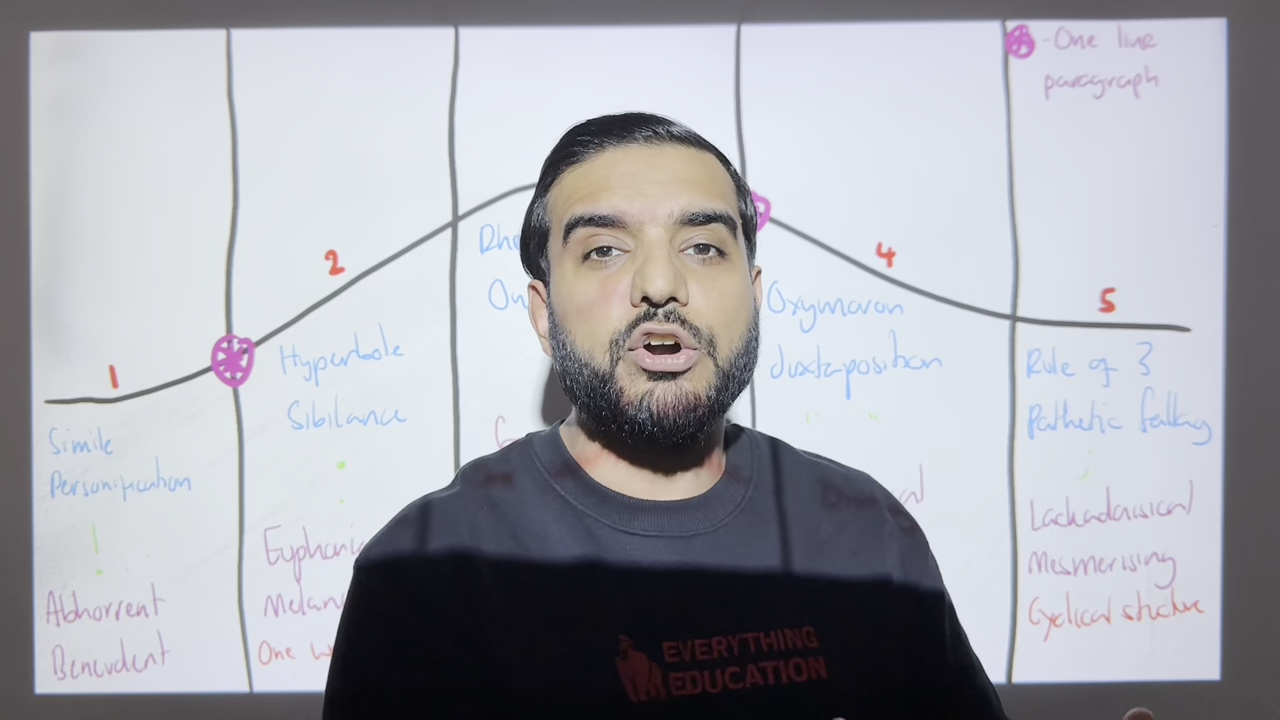 - One line
paragraph
1
Simile
Personification
!
Abhorrent
Benevolent
2
Hyperbole
Sibilance
One
4
Oxymoron
Juxtaposition
5
Rule of 3
Pathetic fallacy
Lackadaisical
Mesmerising
Cyclical structure
EVERYTHING
EDUCATION